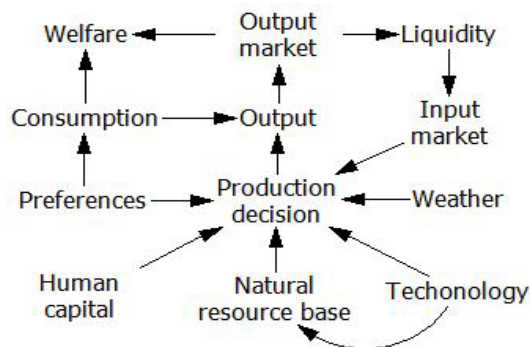 Welfare
Output
market
Liquidity
Consumption
Output
Input
market
Preferences
Production
decision
Weather
Human
capital
Natural
resource base
Techonology